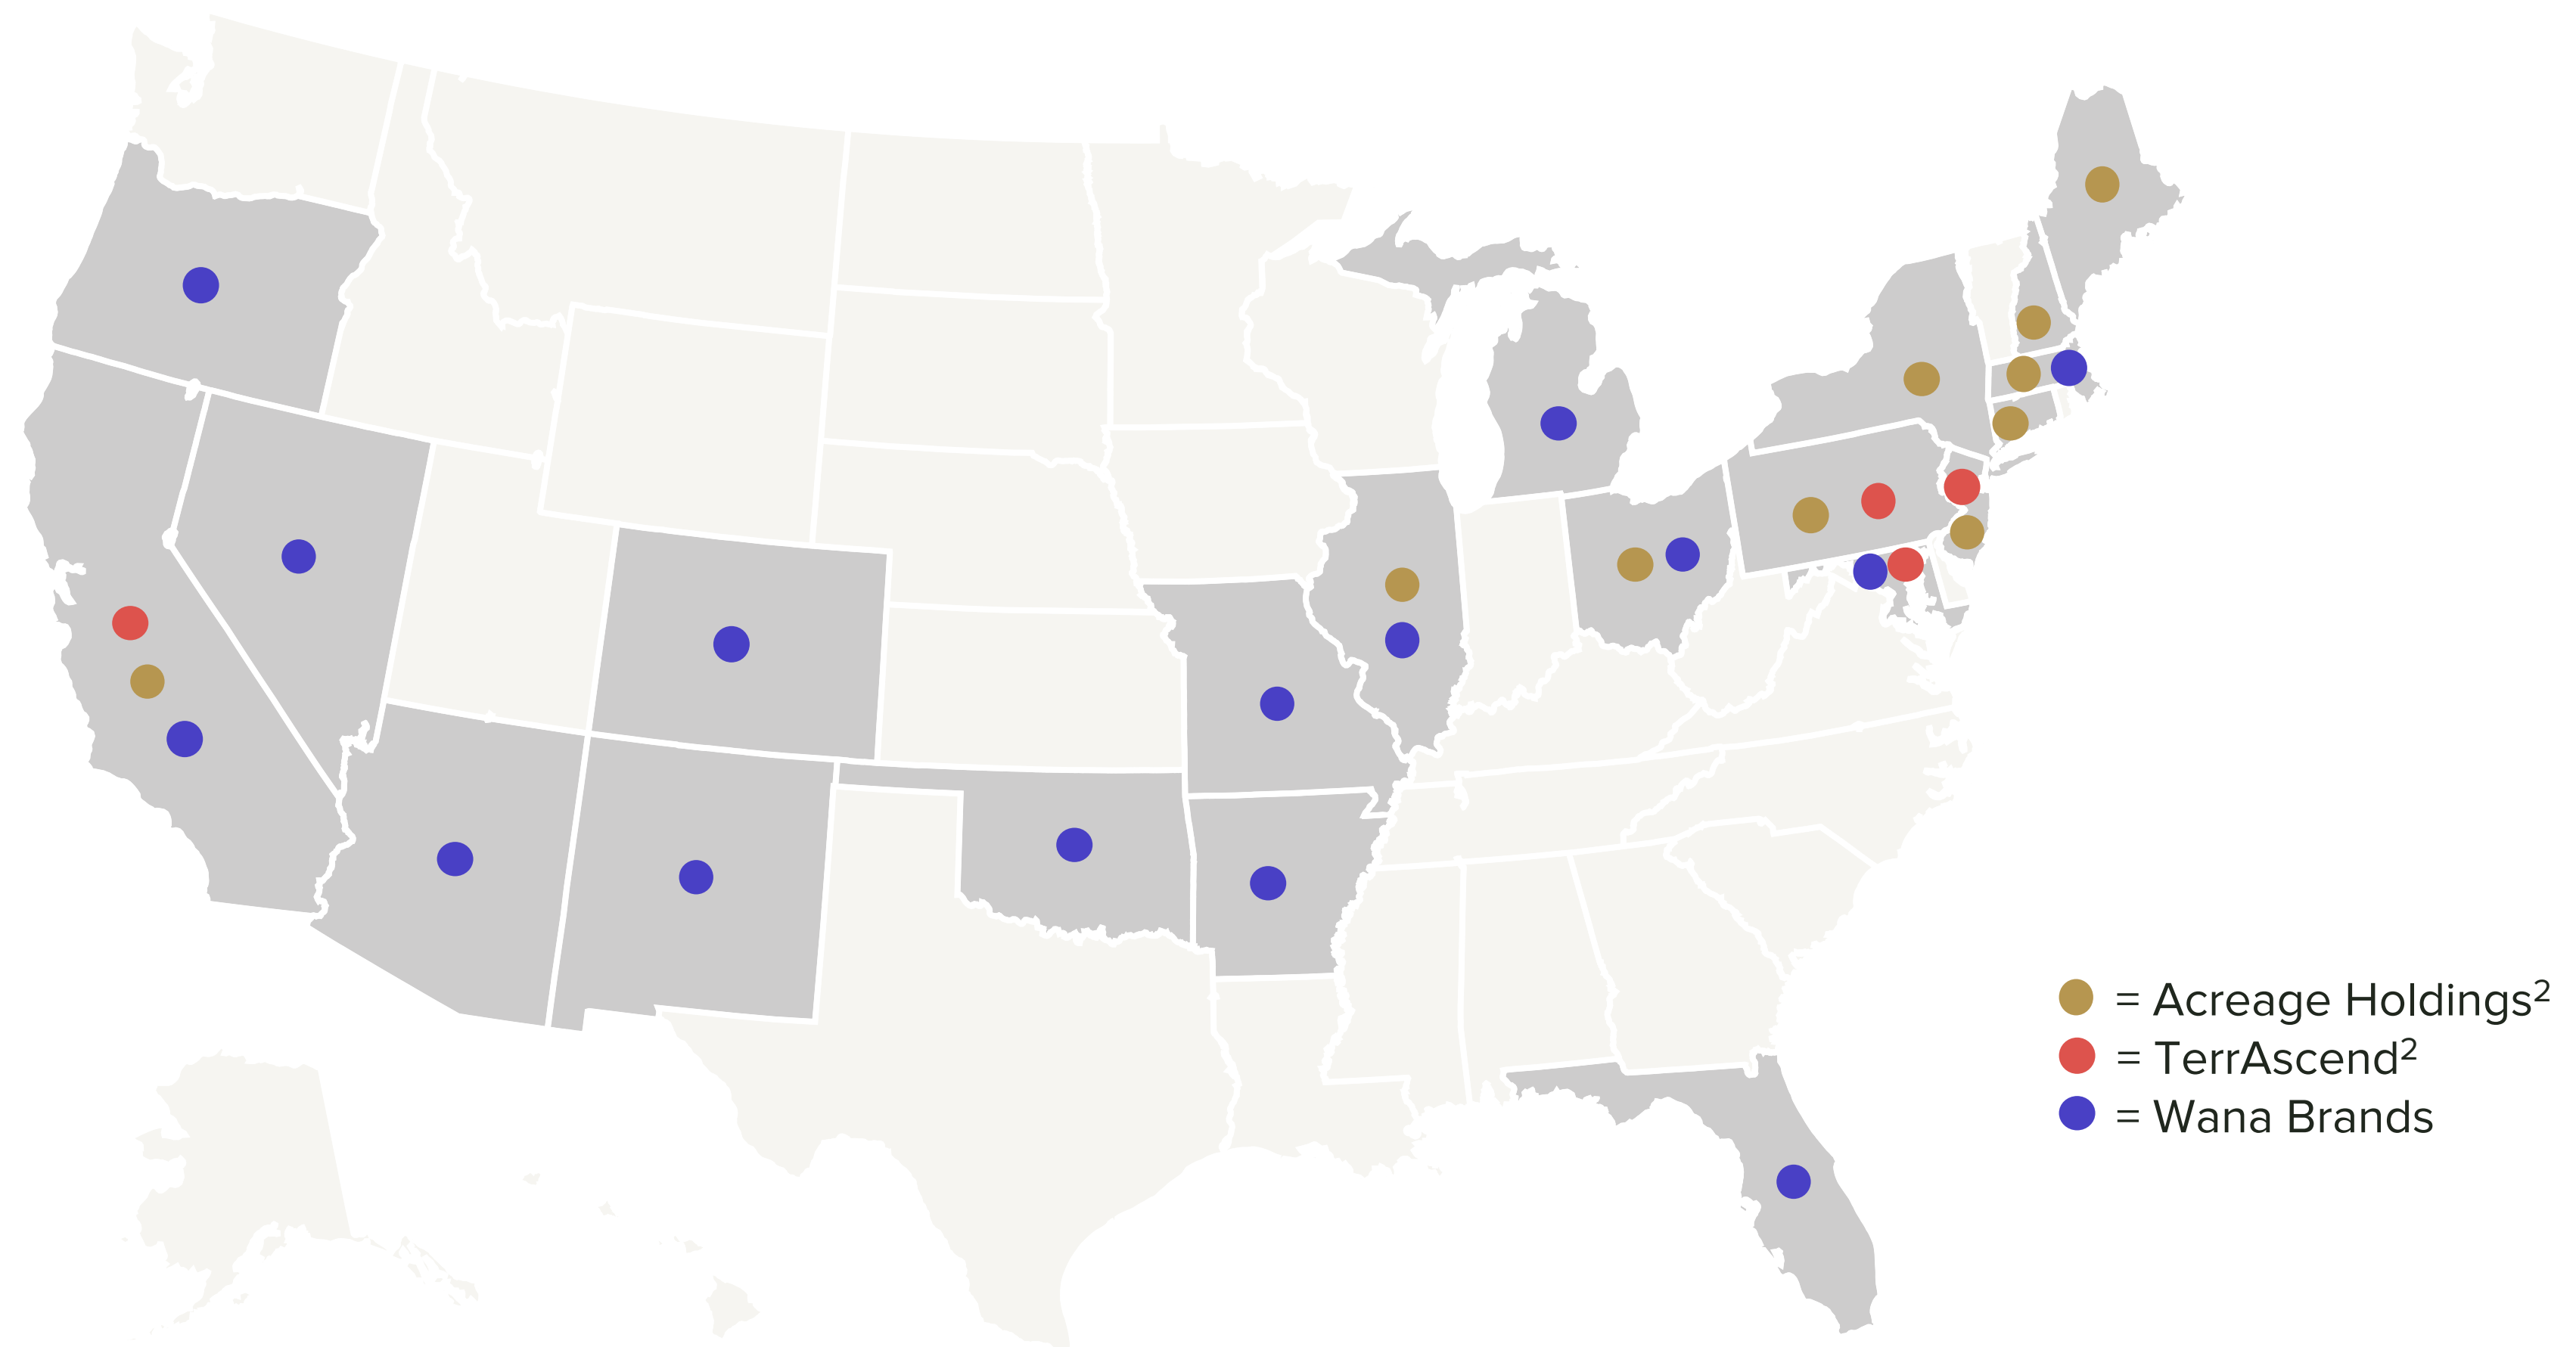 = Acreage Holdings²
= TerrAscend²
= Wana Brands